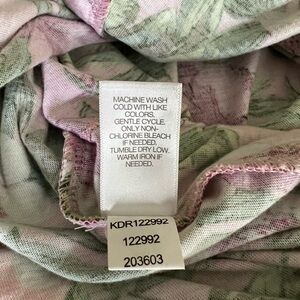 MACHINE WASH
COLD WITH LIKE
COLORS.
GENTLE CYCLE.
ONLY NON-
CHLORINE BLEACH
IF NEEDED.
TUMBLE DRY LOW.
WARM IRON IF
NEEDED.
KDR122992
122992
203603